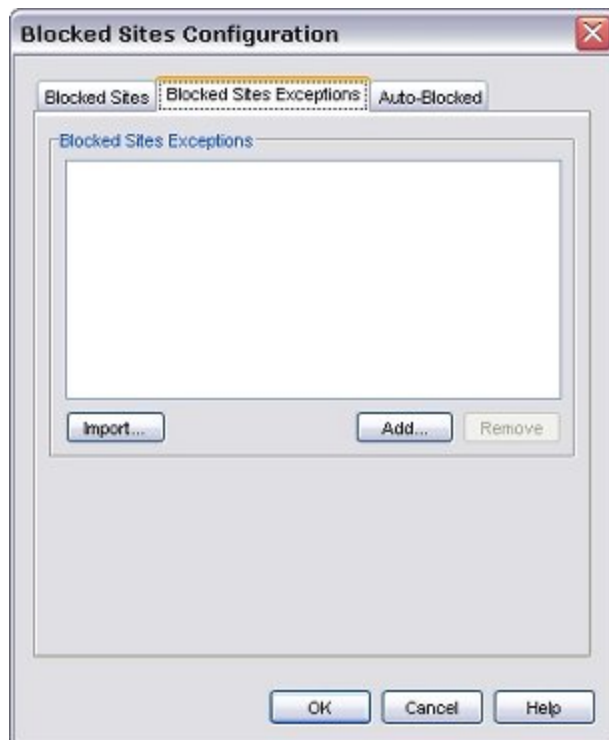 Blocked Sites Configuration
Blocked Sites Blocked Sites Exceptions Auto-Blocked
Blocked Sites Exceptions
Import... Add... Remove
OK Cancel Help